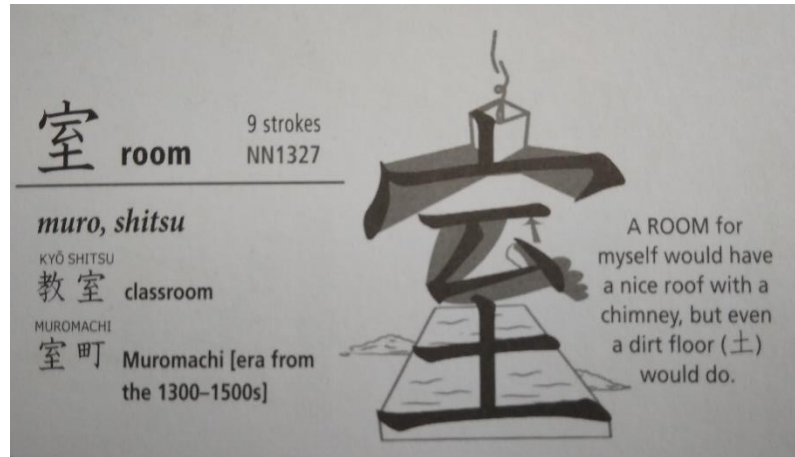 室 room
9 strokes
NN1327
muro, shitsu
KYŌ SHITSU
教室 classroom
MUROMACHI
室町 Muromachi [era from
the 1300–1500s]
室
A ROOM for
myself would have
a nice roof with a
chimney, but even
a dirt floor (土)
would do.